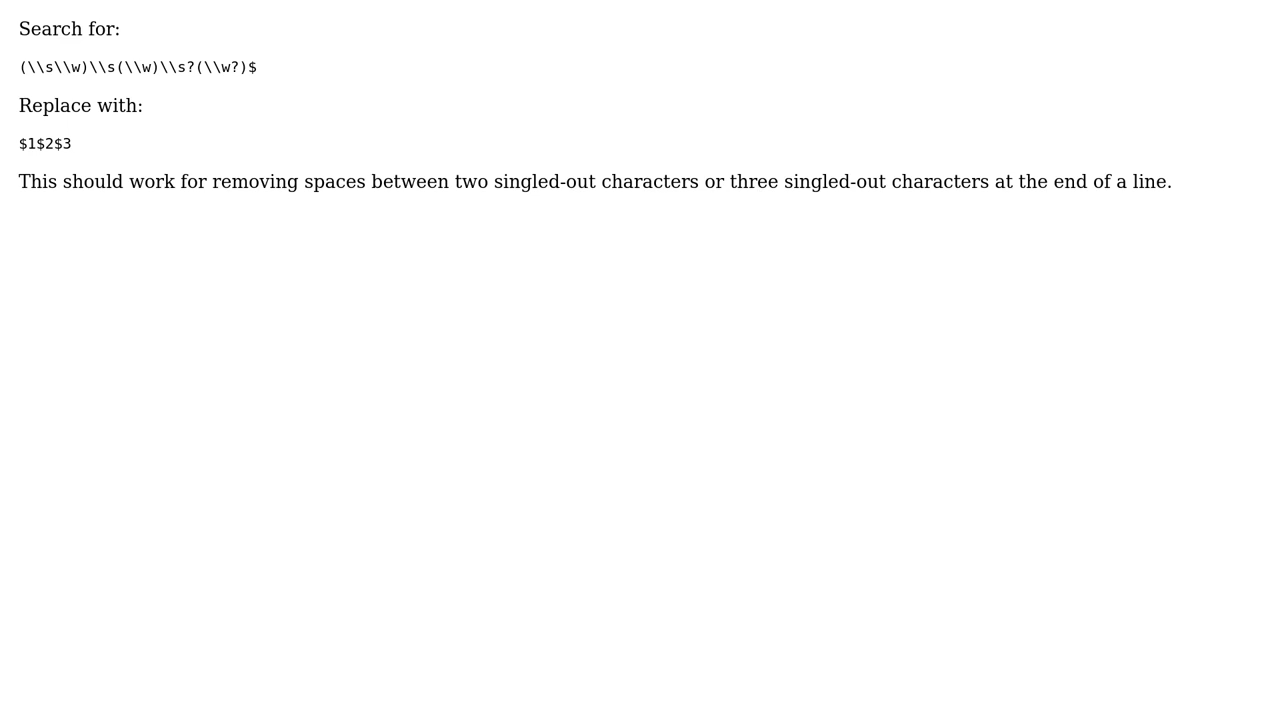 Search for:
(\\s\\w)\\s(\\w)\\s?(\\w?)$
Replace with:
$1$2$3
This should work for removing spaces between two singled-out characters or three singled-out characters at the end of a line.